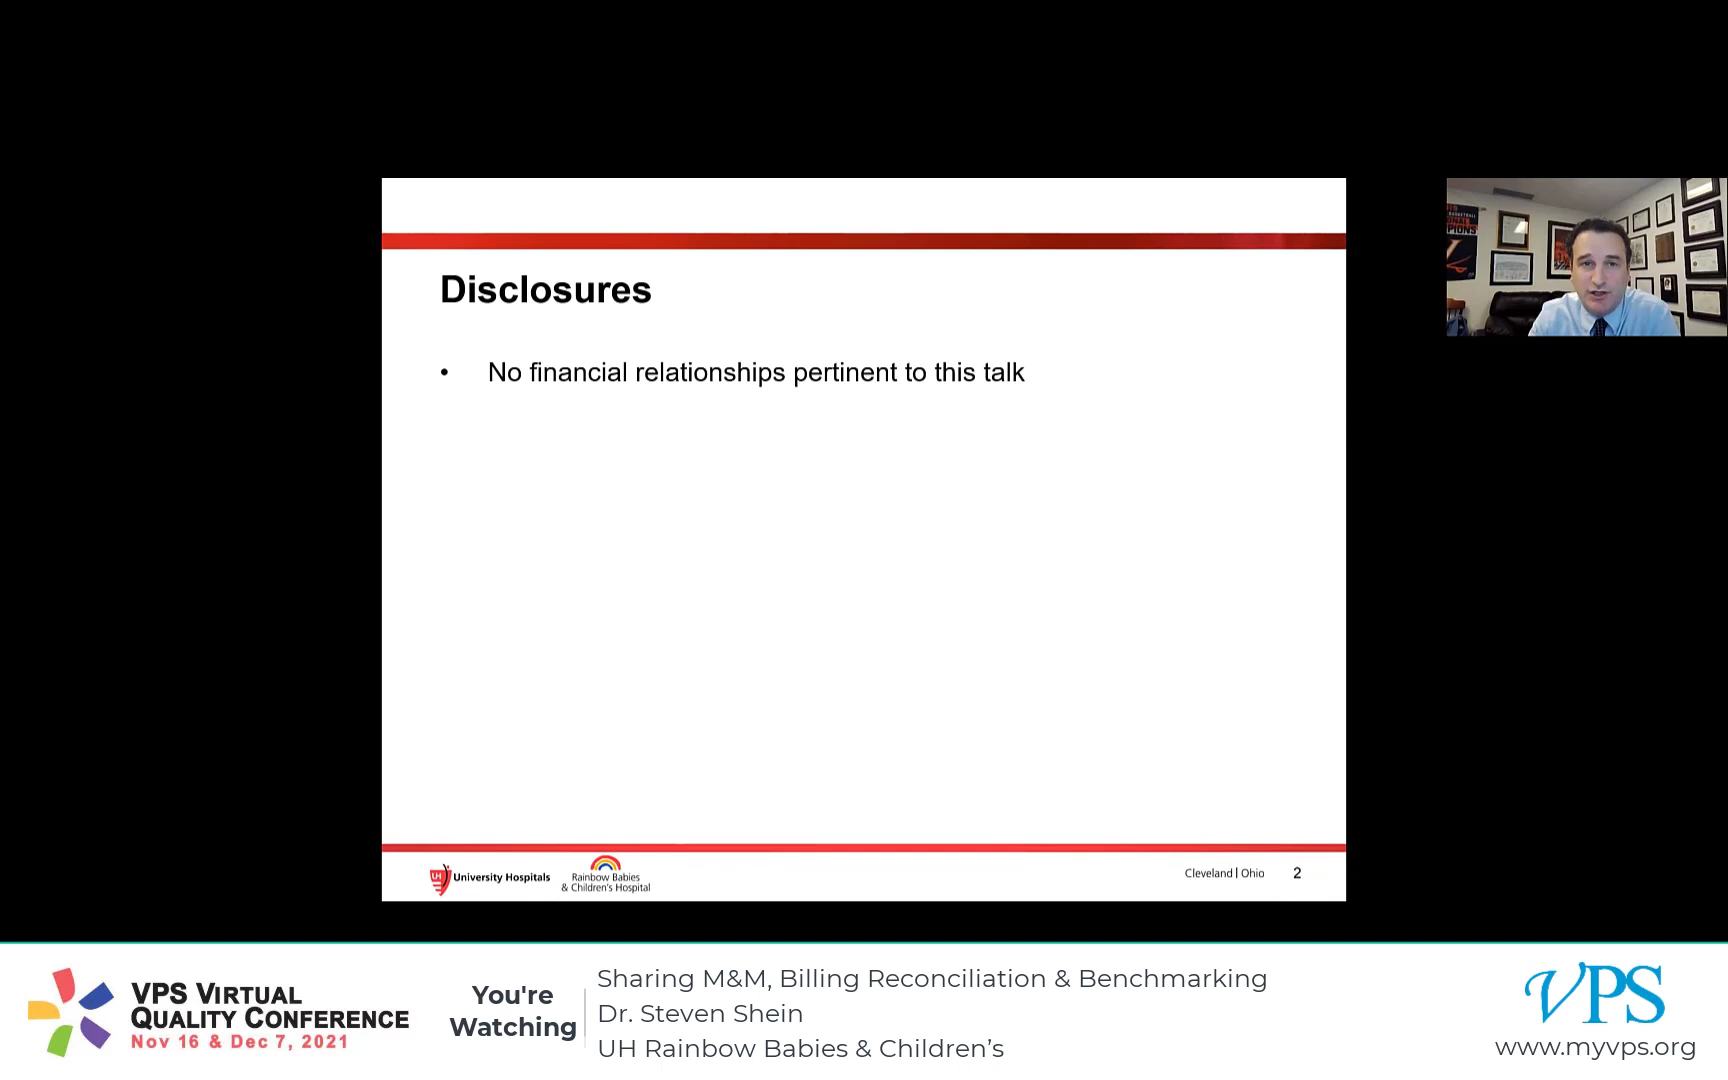 Disclosures
• No financial relationships pertinent to this talk
UH University Hospitals
Rainbow Babies
& Children's Hospital
Cleveland | Ohio
2
PIONS
VPS VIRTUAL
QUALITY CONFERENCE
Nov 16 & Dec 7, 2021
You're
Watching
Sharing M&M, Billing Reconciliation & Benchmarking
Dr. Steven Shein
UH Rainbow Babies & Children’s
VPS
www.myvps.org